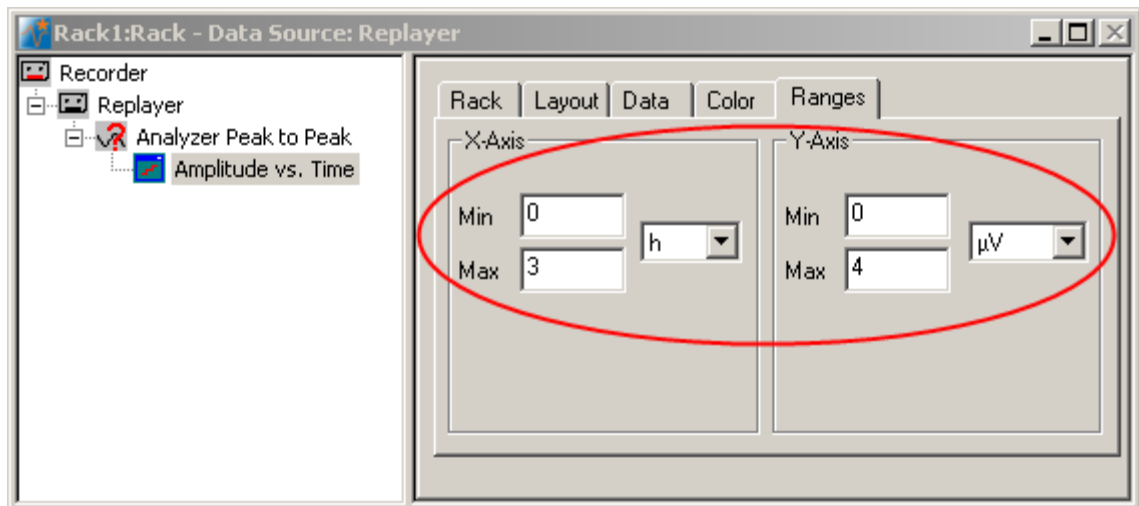 Rack1:Rack - Data Source: Replayer
Recorder
Replayer
Analyzer Peak to Peak
Amplitude vs. Time
Rack Layout Data Color Ranges
X-Axis Y-Axis
Min 0 Min 0
h µV
Max 3 Max 4